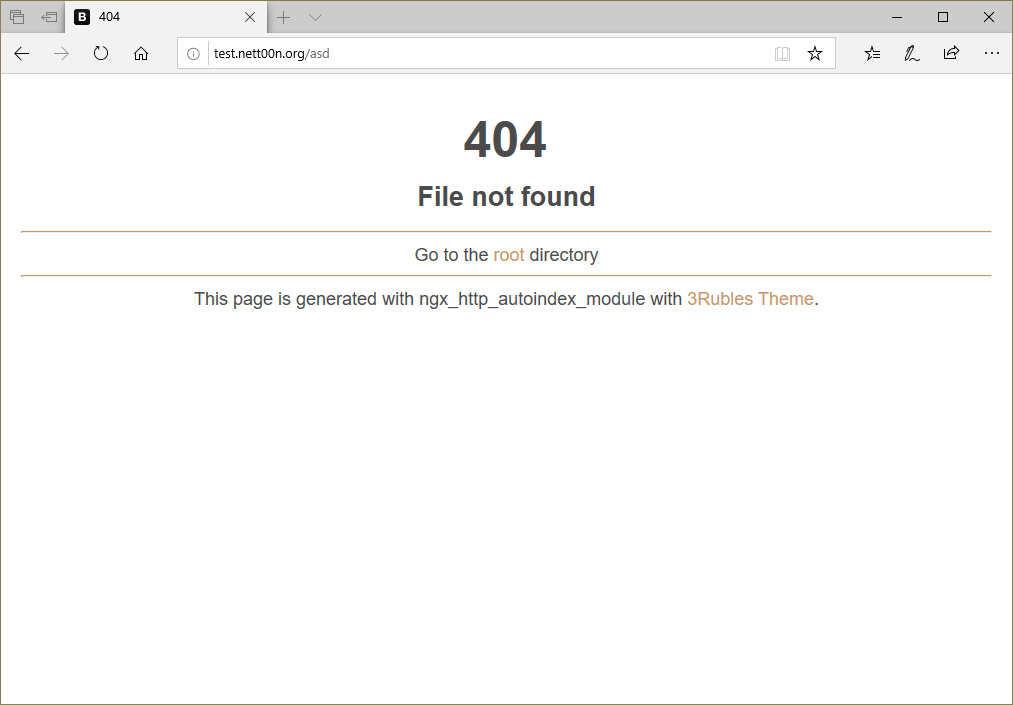 B 404
test.nett00n.org/asd
404
File not found
Go to the root directory
This page is generated with ngx_http_autoindex_module with 3Rubles Theme.